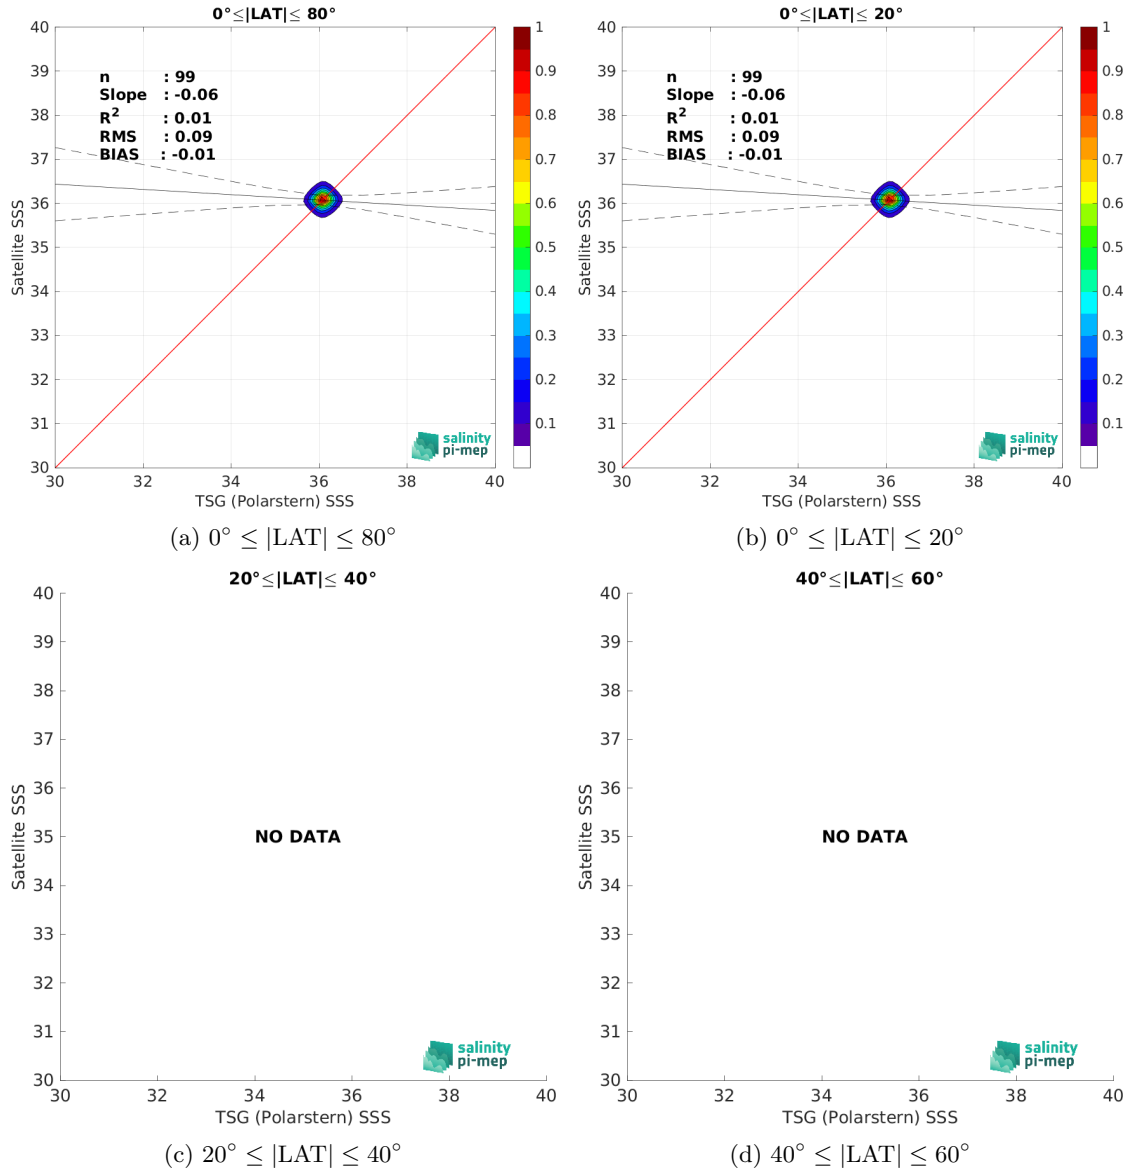 0°≤|LAT|≤ 80°
40
39
38
37
36
35
34
33
32
31
30
Satellite SSS
n : 99
Slope : -0.06
R² : 0.01
RMS : 0.09
BIAS : -0.01
salinity
pi-mep
30 32 34 36 38 40
TSG (Polarstern) SSS
1
0.9
0.8
0.7
0.6
0.5
0.4
0.3
0.2
0.1
(a) 0° ≤ |LAT| ≤ 80°
0°≤|LAT|≤ 20°
40
39
38
37
36
35
34
33
32
31
30
Satellite SSS
n : 99
Slope : -0.06
R² : 0.01
RMS : 0.09
BIAS : -0.01
salinity
pi-mep
30 32 34 36 38 40
TSG (Polarstern) SSS
1
0.9
0.8
0.7
0.6
0.5
0.4
0.3
0.2
0.1
(b) 0° ≤ |LAT| ≤ 20°
20°≤|LAT|≤ 40°
40
39
38
37
36
35
34
33
32
31
30
Satellite SSS
NO DATA
salinity
pi-mep
30 32 34 36 38 40
TSG (Polarstern) SSS
(c) 20° ≤ |LAT| ≤ 40°
40°≤|LAT|≤ 60°
40
39
38
37
36
35
34
33
32
31
30
Satellite SSS
NO DATA
salinity
pi-mep
30 32 34 36 38 40
TSG (Polarstern) SSS
(d) 40° ≤ |LAT| ≤ 60°